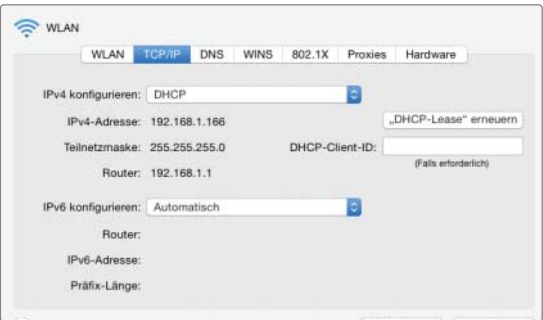 WLAN
WLAN TCP/IP DNS WINS 802.1X Proxies Hardware
IPv4 konfigurieren: DHCP
IPv4-Adresse: 192.168.1.166 „DHCP-Lease“ erneuern
Teilnetzmaske: 255.255.255.0 DHCP-Client-ID:
(Falls erforderlich)
Router: 192.168.1.1
IPv6 konfigurieren: Automatisch
Router:
IPv6-Adresse:
Präfix-Länge: